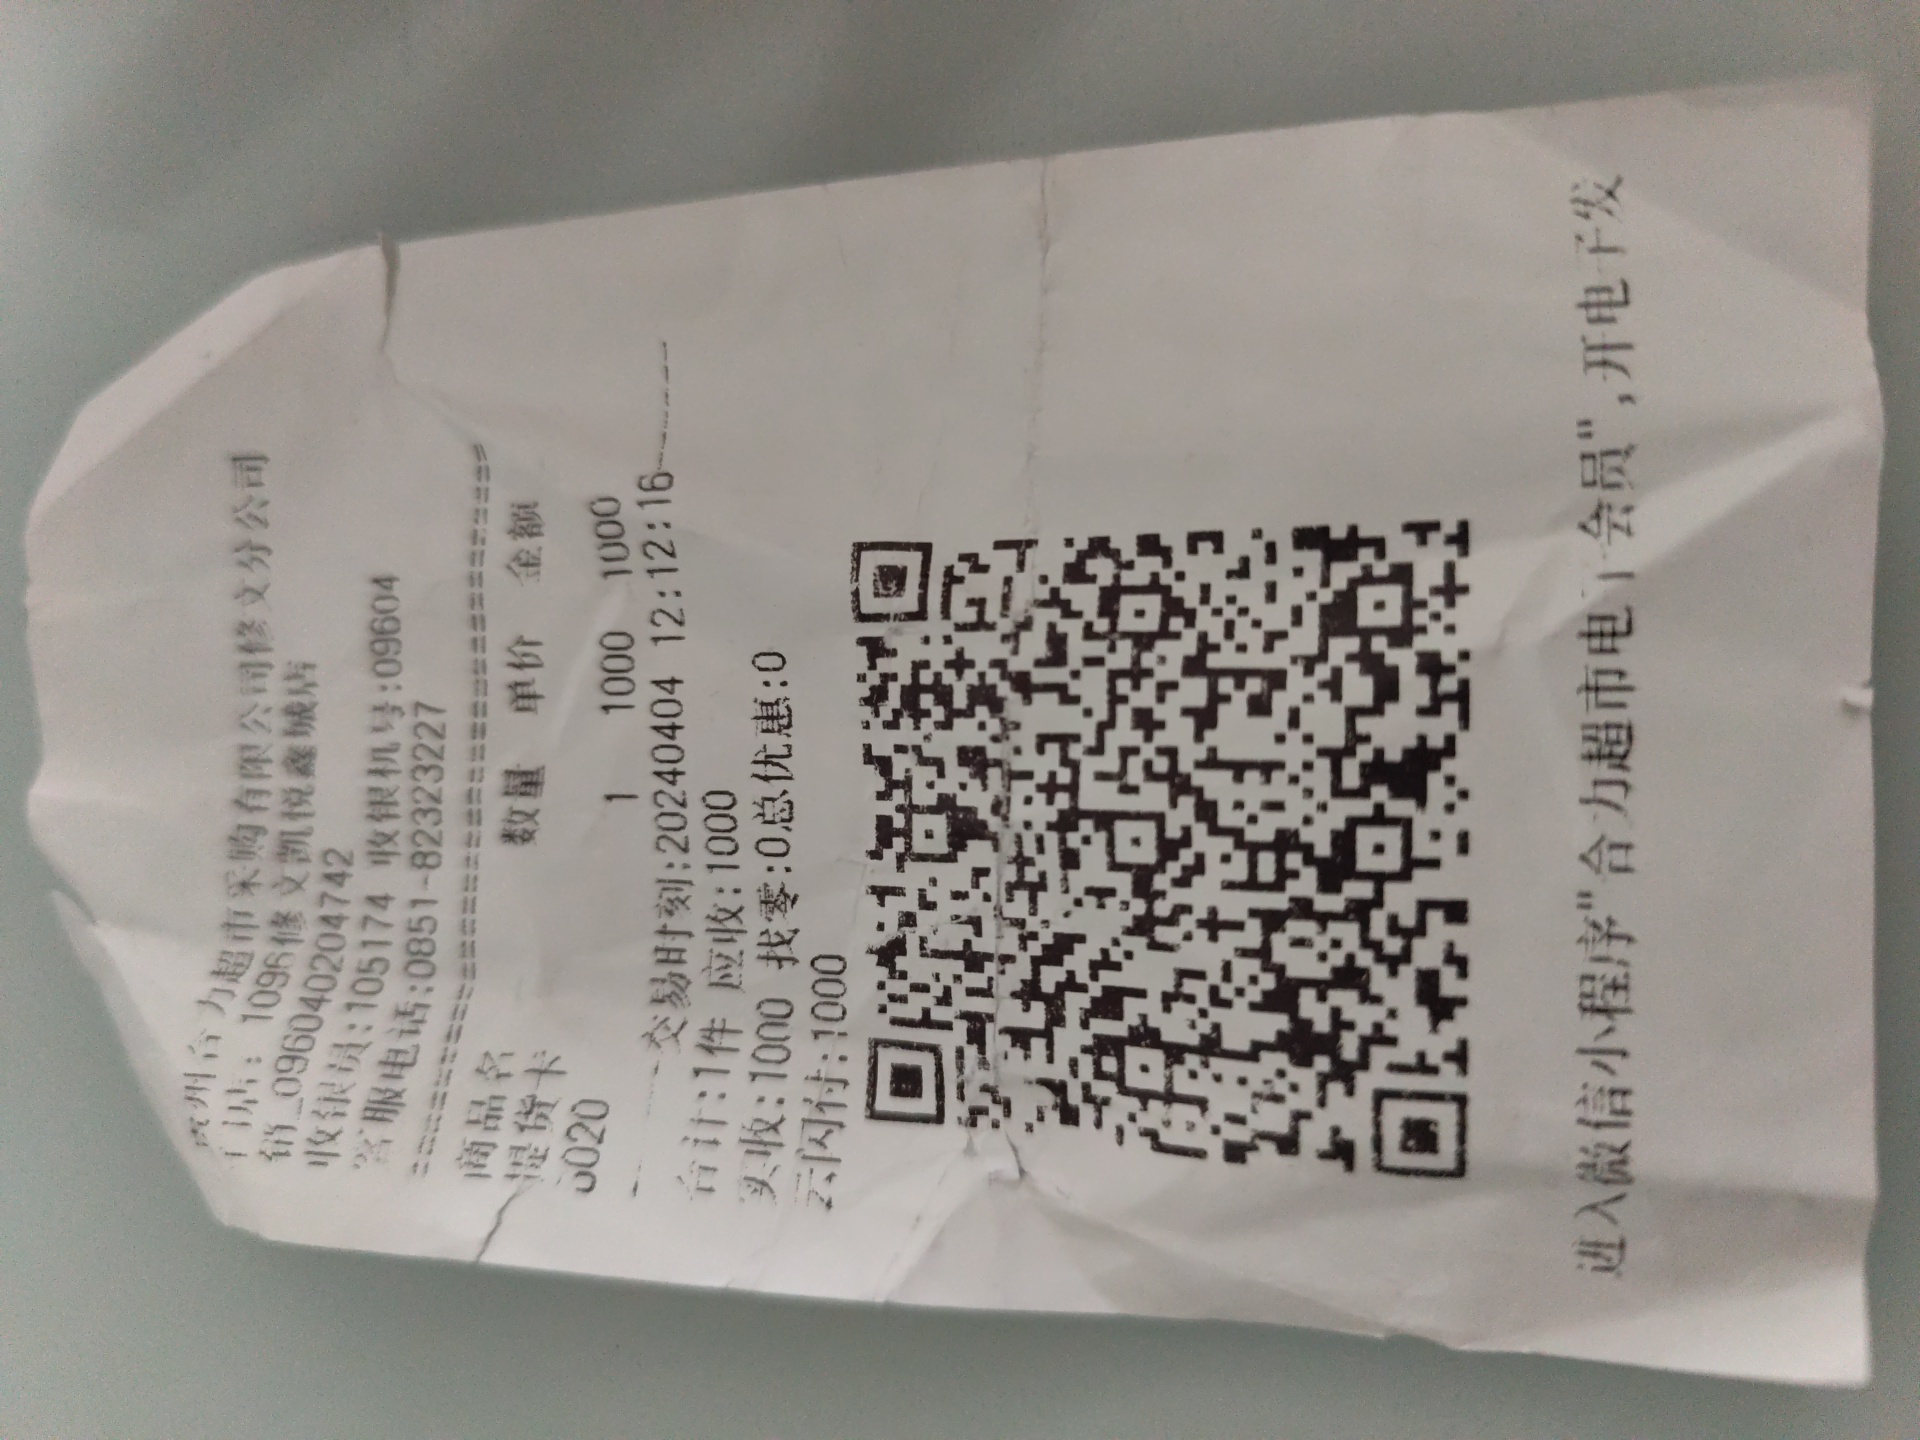 贵州合力超市采购有限公司修文分公司
门店: 1096修文凯悦鑫城店
销_0960402204742
收银员:105174 收银机号:09604
客服电话:0851-82323227
商品名 数量 单价 金额
提货卡
5020 1 1000 1000
交易时刻:20240404 12:12:16
合计:1件 应收:1000
实收:1000 找零:0总优惠:0
云闪付:1000
进入微信小程序"合力超市电子会员",开电子发